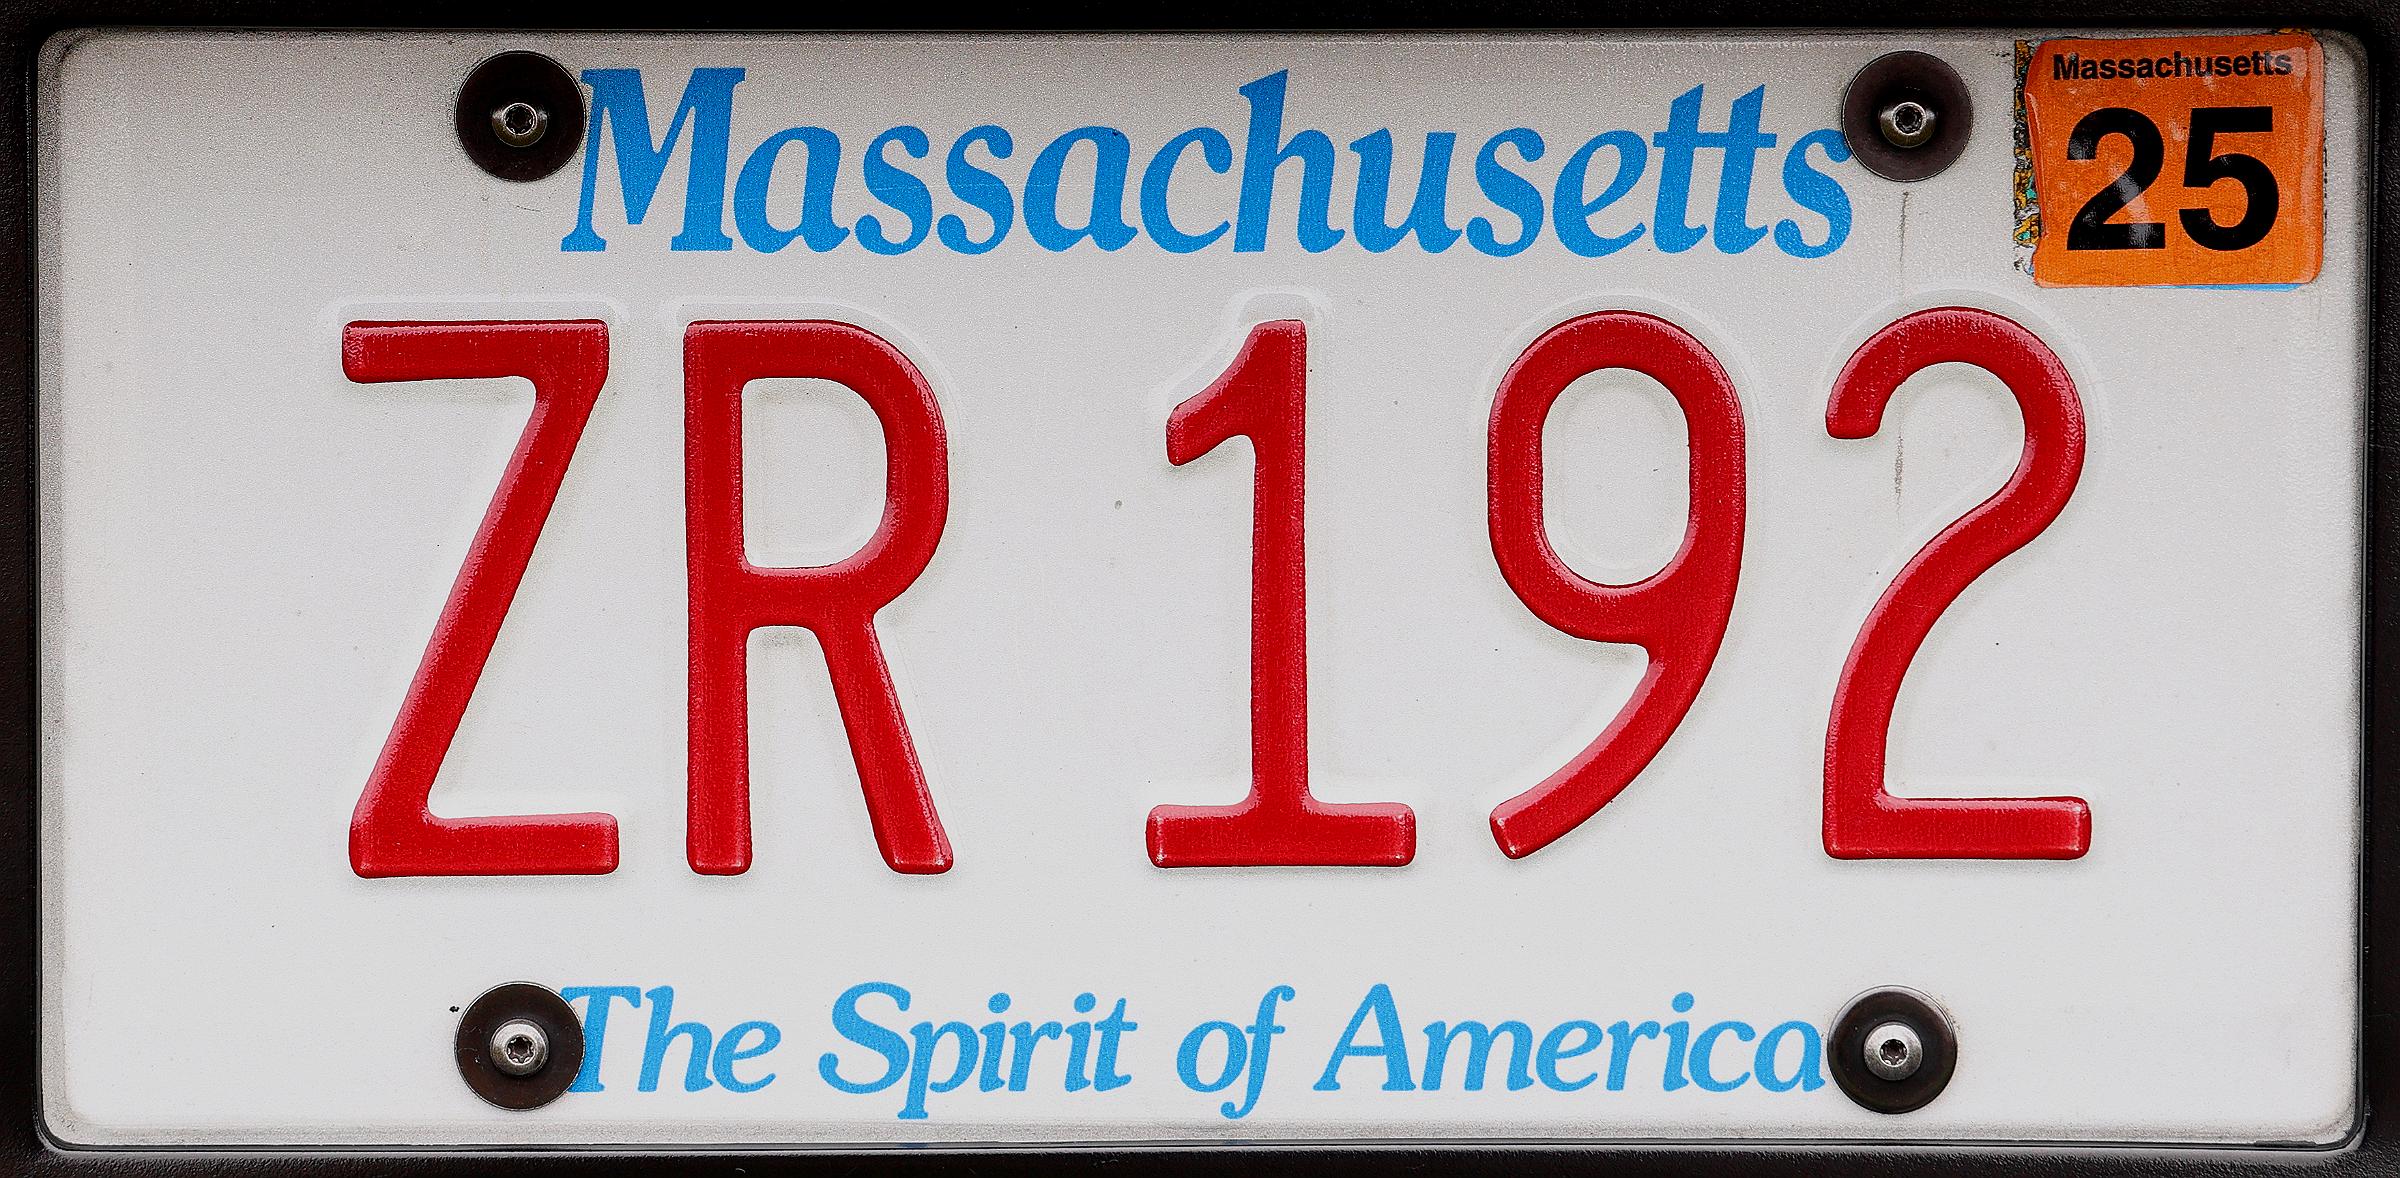 Massachusetts
Massachusetts
25
ZR 192
The Spirit of America